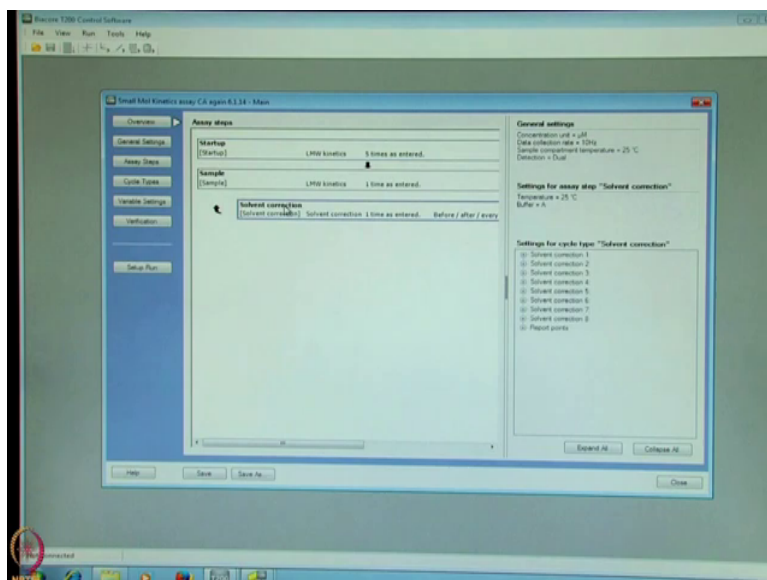 Biacore T200 Control Software
File View Run Tools Help
Small Mol Kinetics assay CA again 6.1.14 - Main
Overview
General Settings
Assay Steps
Cycle Types
Variable Settings
Verification
Setup Run
Assay steps
Startup
[Startup] LMW kinetics 5 times as entered.
Sample
[Sample] LMW kinetics 1 time as entered.
Solvent correction
[Solvent correction] Solvent correction 1 time as entered. Before / after / every
General settings
Concentration unit = µM
Data collection rate = 10Hz
Sample compartment temperature = 25 °C
Detection = Dual
Settings for assay step "Solvent correction"
Temperature = 25 °C
Buffer = A
Settings for cycle type "Solvent correction"
Solvent correction 1
Solvent correction 2
Solvent correction 3
Solvent correction 4
Solvent correction 5
Solvent correction 6
Solvent correction 7
Solvent correction 8
Report points
Expand All Collapse All
Help Save Save As Close
connected